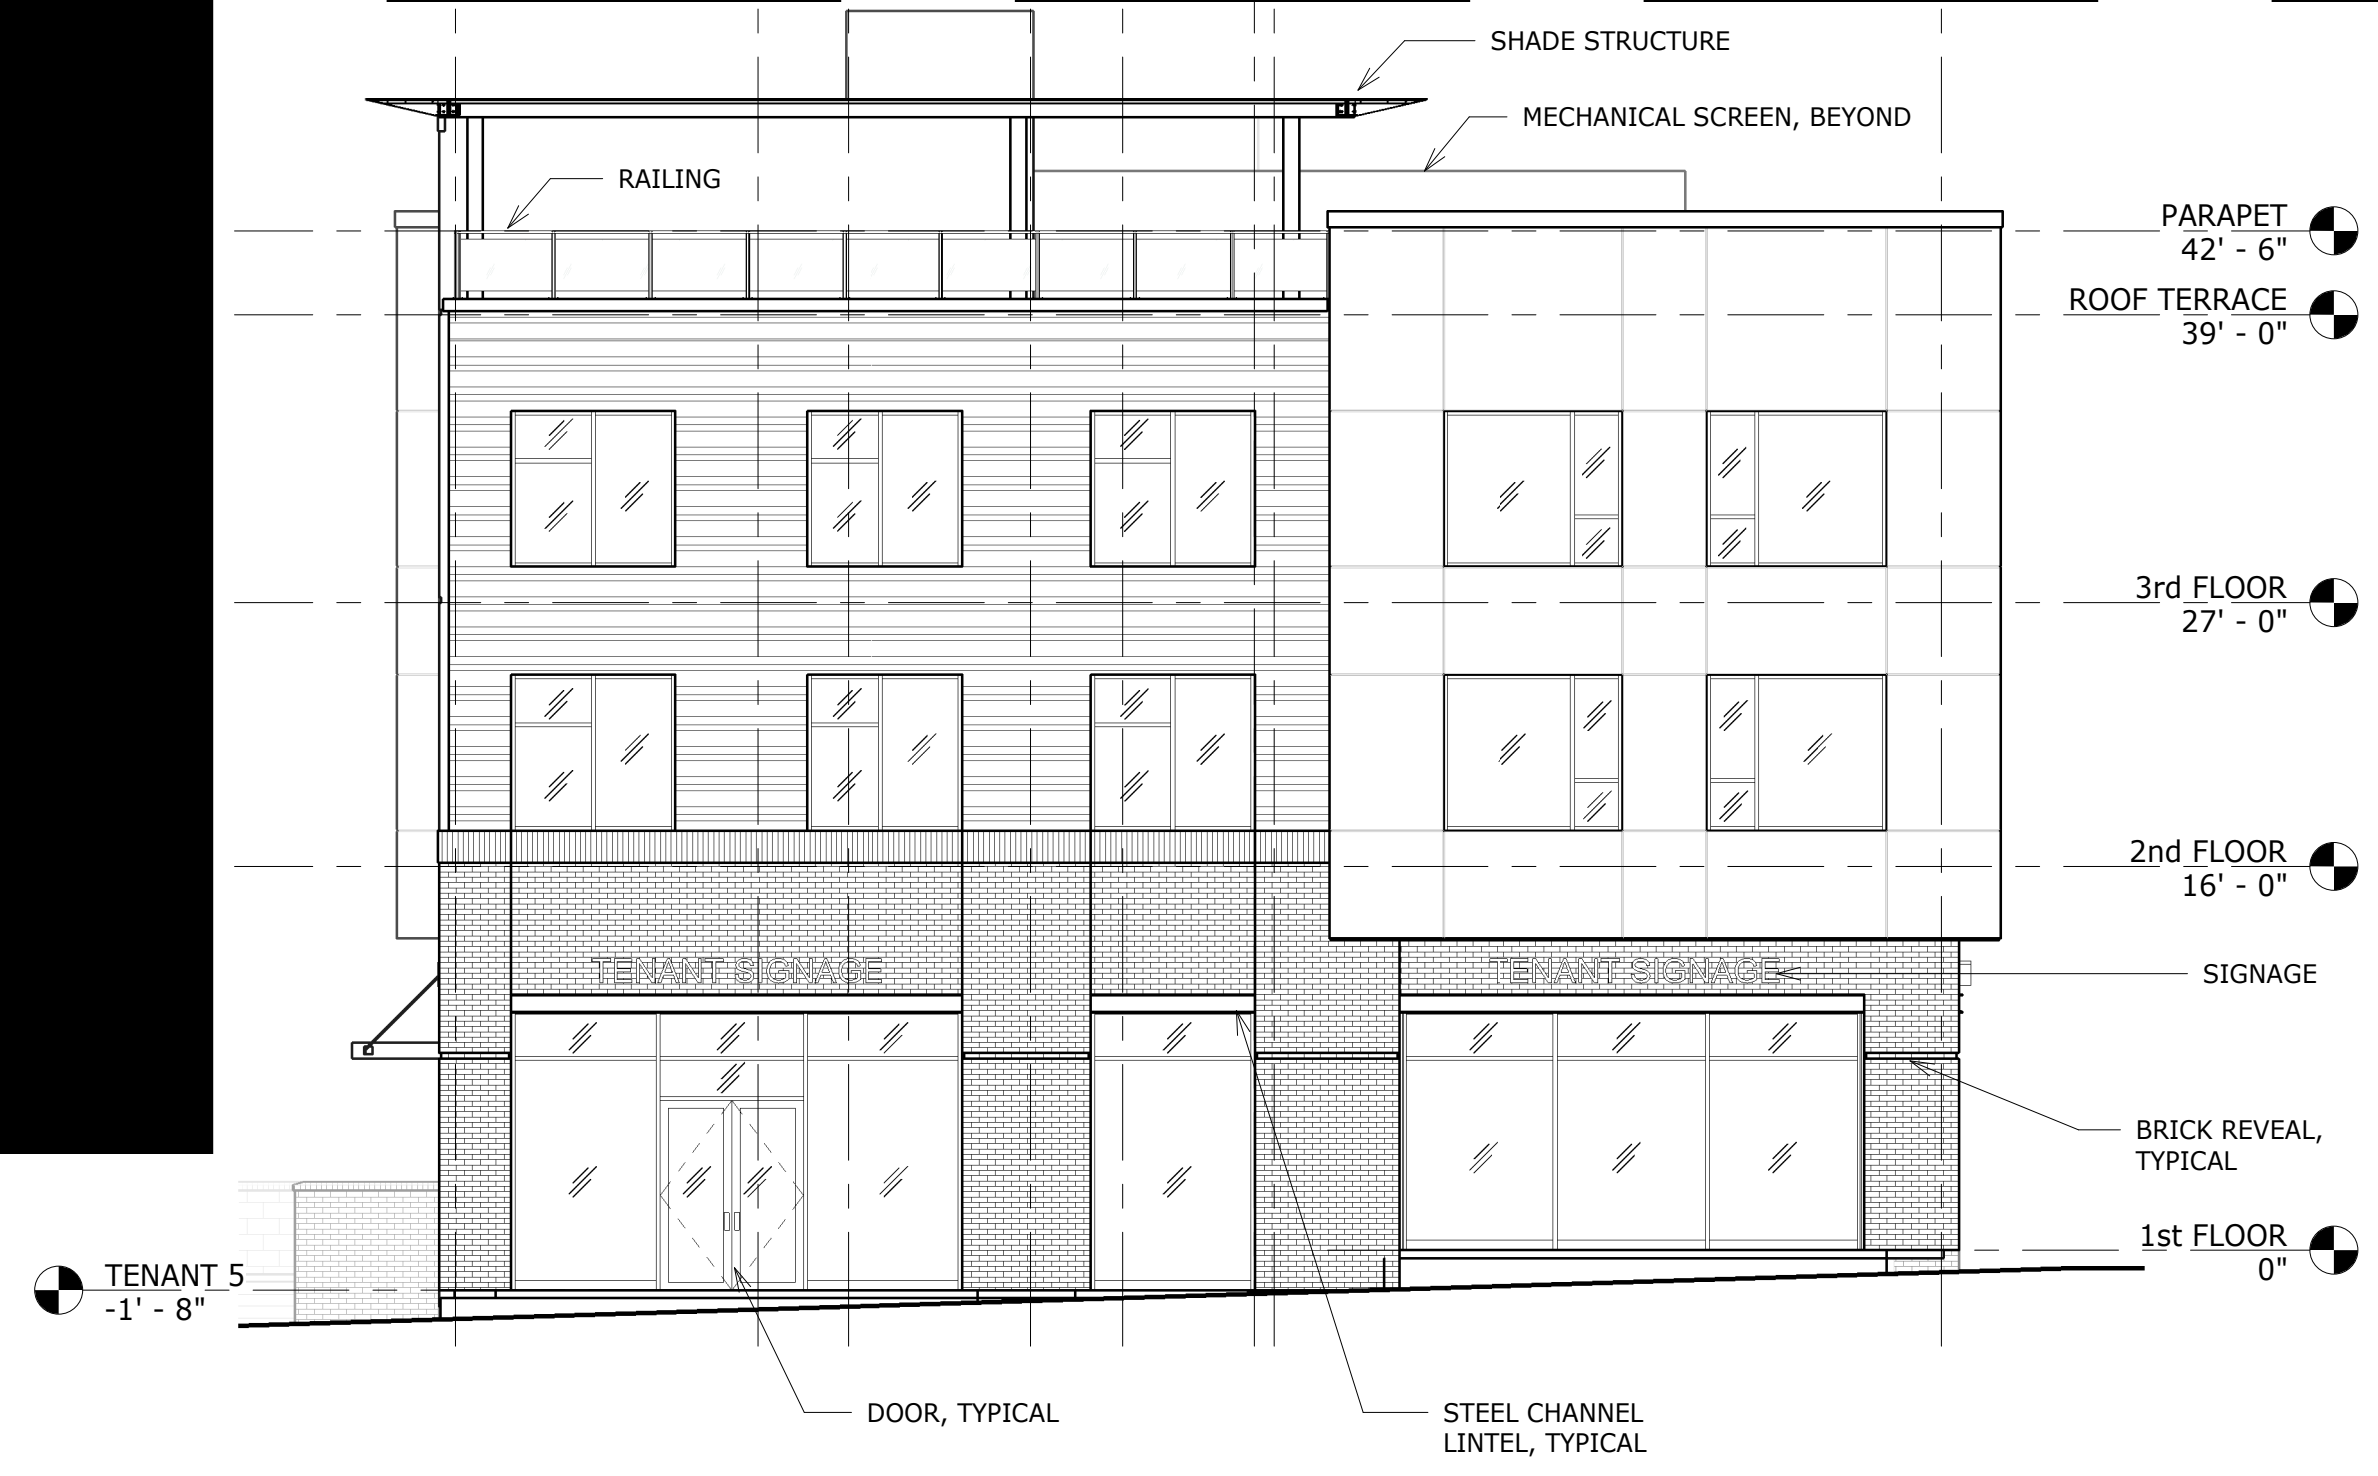 SHADE STRUCTURE
MECHANICAL SCREEN, BEYOND
RAILING
PARAPET
42' - 6"
ROOF TERRACE
39' - 0"
3rd FLOOR
27' - 0"
2nd FLOOR
16' - 0"
TENANT SIGNAGE
TENANT SIGNAGE
SIGNAGE
BRICK REVEAL,
TYPICAL
1st FLOOR
0"
TENANT 5
-1' - 8"
DOOR, TYPICAL
STEEL CHANNEL
LINTEL, TYPICAL